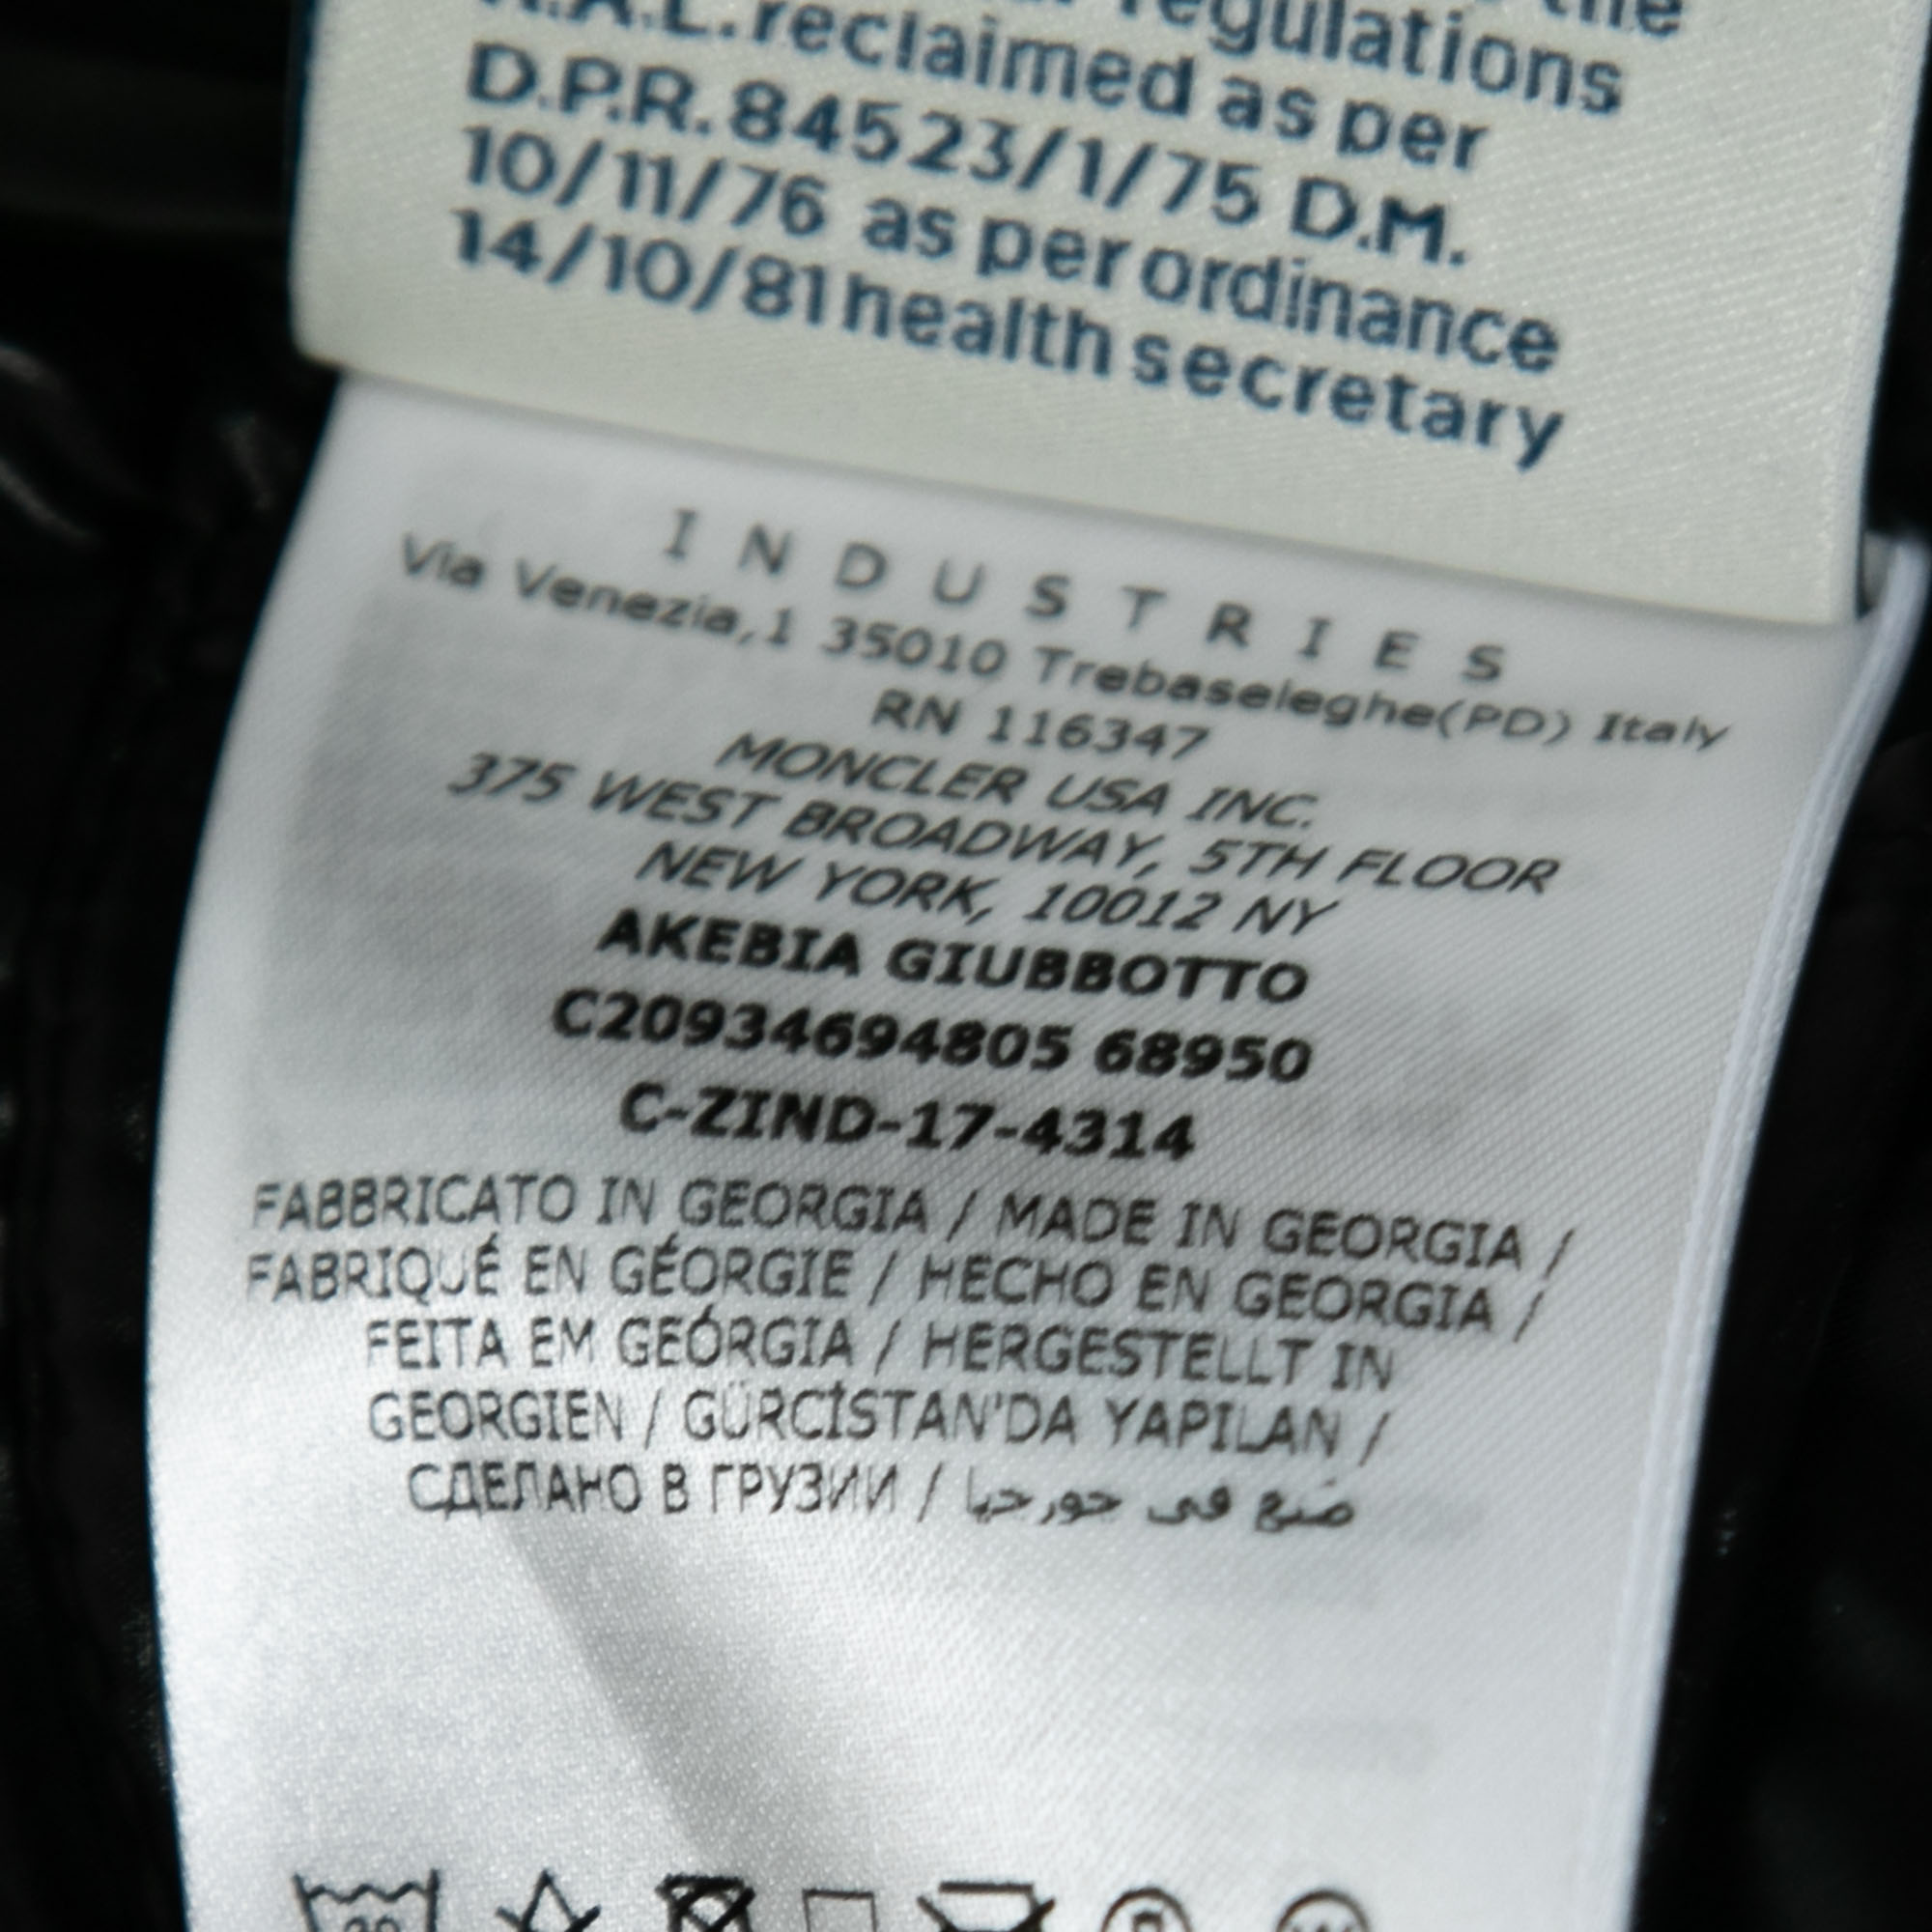 the
R.A.L. reclaimed as per regulations
D.P.R. 84523/1/75 D.M.
10/11/76 as per ordinance
14/10/81 health secretary
INDUSTRIES
Via Venezia,1 35010 Trebaseleghe(PD) Italy
RN 116347
MONCLER USA INC.
375 WEST BROADWAY, 5TH FLOOR
NEW YORK, 10012 NY
AKEBIA GIUBBOTTO
C20934694805 68950
C-ZIND-17-4314
FABBRICATO IN GEORGIA / MADE IN GEORGIA /
FABRIQUÉ EN GÉORGIE / HECHO EN GEORGIA /
FEITA EM GEÓRGIA / HERGESTELLT IN
GEORGIEN / GÜRCİSTAN'DA YAPILAN /
СДЕЛАНО В ГРУЗИИ / صنع في جورجيا